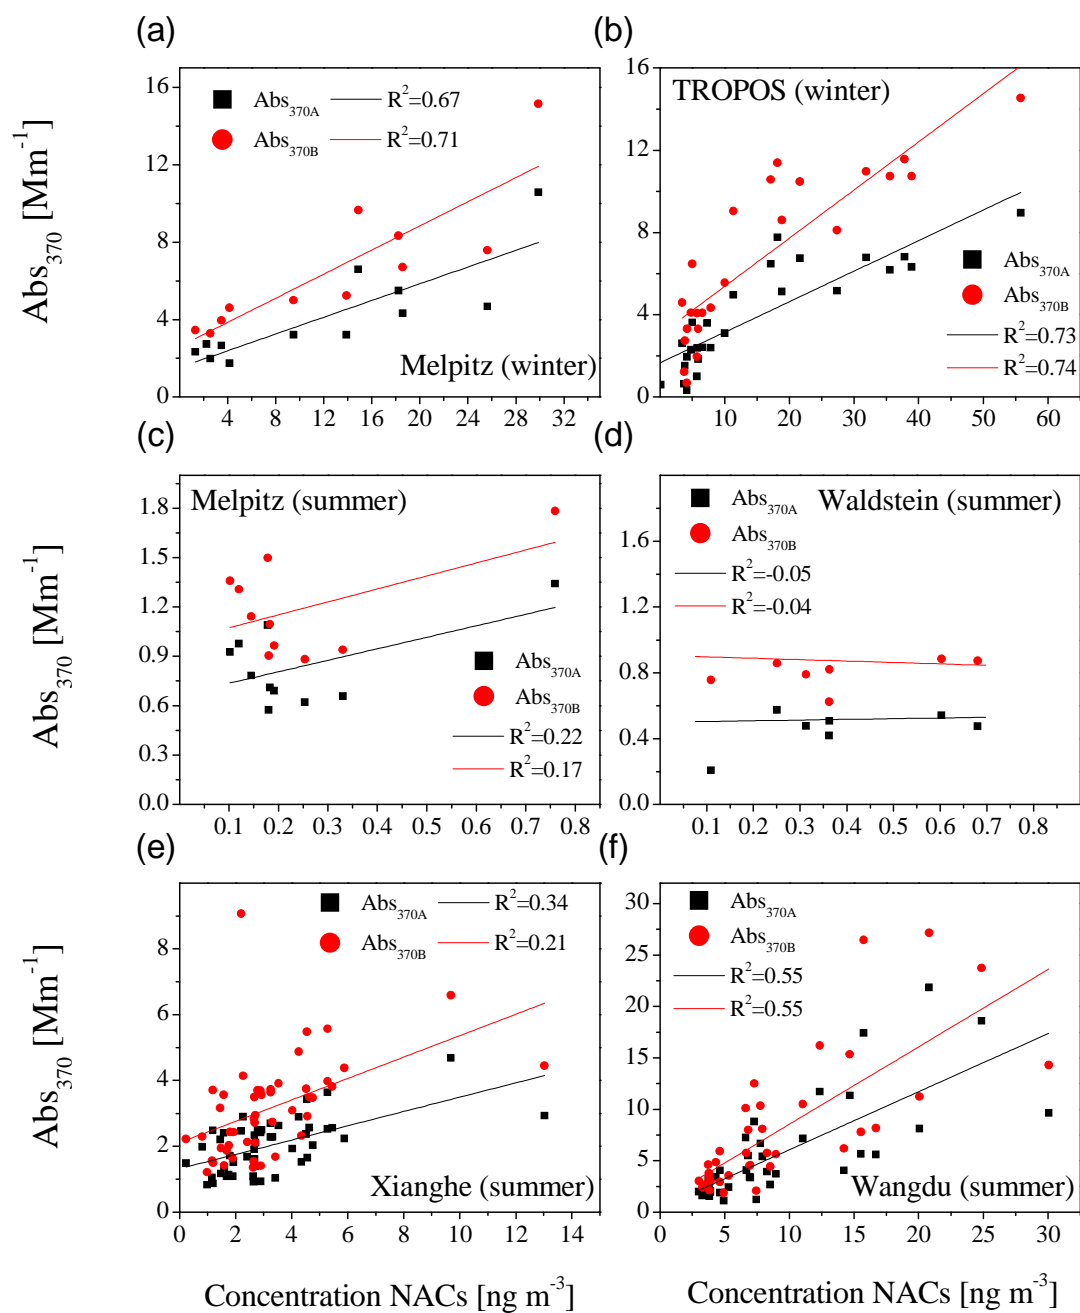 (a)
(b)
Abs370 [Mm-1]
16
12
8
4
0
Abs370A
R2=0.67
Abs370B
R2=0.71
Melpitz (winter)
4 8 12 16 20 24 28 32
16
12
8
4
0
TROPOS (winter)
Abs370A
Abs370B
R2=0.73
R2=0.74
10 20 30 40 50 60
(c)
(d)
Abs370 [Mm-1]
1.8
1.5
1.2
0.9
0.6
0.3
0.0
Melpitz (summer)
Abs370A
Abs370B
R2=0.22
R2=0.17
0.1 0.2 0.3 0.4 0.5 0.6 0.7 0.8
1.6
1.2
0.8
0.4
0.0
Abs370A
Waldstein (summer)
Abs370B
R2=-0.05
R2=-0.04
0.1 0.2 0.3 0.4 0.5 0.6 0.7 0.8
(e)
(f)
Abs370 [Mm-1]
8
6
4
2
0
Abs370A
R2=0.34
Abs370B
R2=0.21
Xianghe (summer)
0 2 4 6 8 10 12 14
Concentration NACs [ng m-3]
30
25
20
15
10
5
0
Abs370A
Abs370B
R2=0.55
R2=0.55
Wangdu (summer)
0 5 10 15 20 25 30
Concentration NACs [ng m-3]